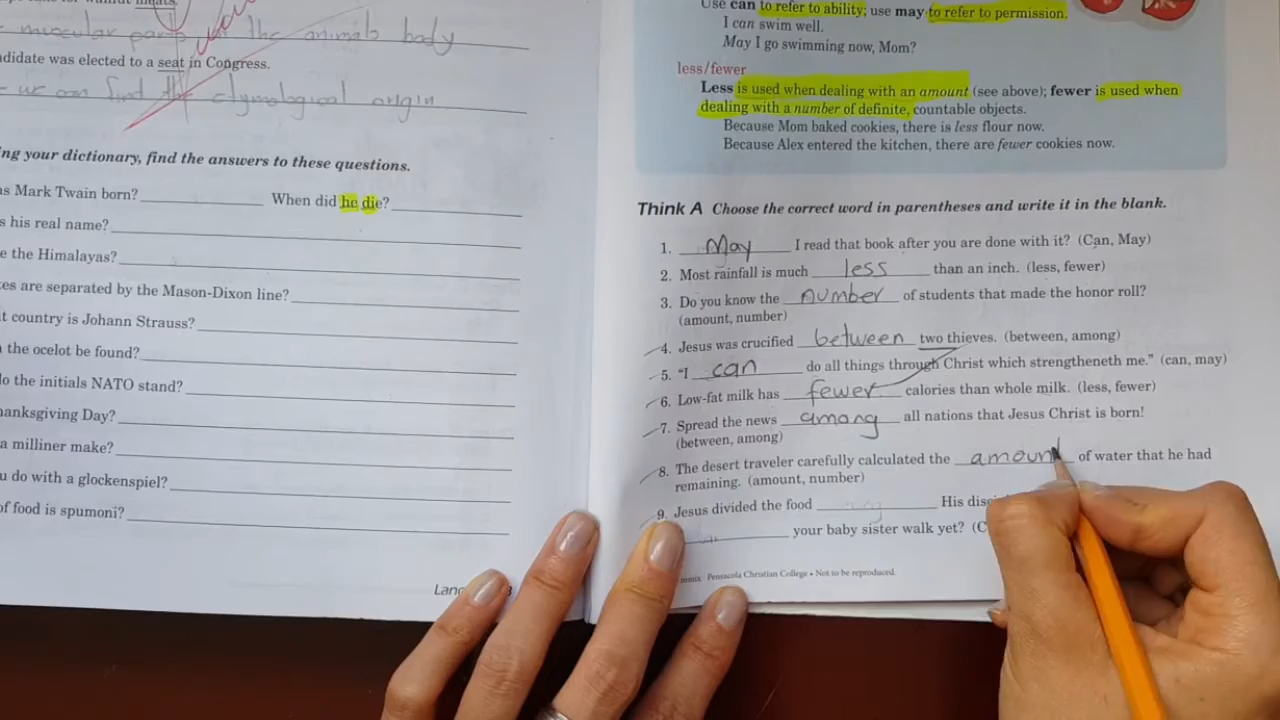 meats.
muscular parts the animals body
didate was elected to a seat in Congress.
we can find the etymological origin
ing your dictionary, find the answers to these questions.
as Mark Twain born? When did he die?
s his real name?
e the Himalayas?
tes are separated by the Mason-Dixon line?
t country is Johann Strauss?
the ocelot be found?
do the initials NATO stand?
hanksgiving Day?
a milliner make?
u do with a glockenspiel?
of food is spumoni?
Use can to refer to ability; use may to refer to permission.
I can swim well.
May I go swimming now, Mom?
less/fewer
Less is used when dealing with an amount (see above); fewer is used when
dealing with a number of definite, countable objects.
Because Mom baked cookies, there is less flour now.
Because Alex entered the kitchen, there are fewer cookies now.
Think A Choose the correct word in parentheses and write it in the blank.
1. May I read that book after you are done with it? (Can, May)
2. Most rainfall is much less than an inch. (less, fewer)
3. Do you know the number of students that made the honor roll?
(amount, number)
4. Jesus was crucified between two thieves. (between, among)
5. "I can do all things through Christ which strengtheneth me." (can, may)
6. Low-fat milk has fewer calories than whole milk. (less, fewer)
7. Spread the news among all nations that Jesus Christ is born!
(between, among)
8. The desert traveler carefully calculated the amount of water that he had
remaining. (amount, number)
9. Jesus divided the food His disc
your baby sister walk yet? (C
Pensacola Christian College • Not to be reproduced.